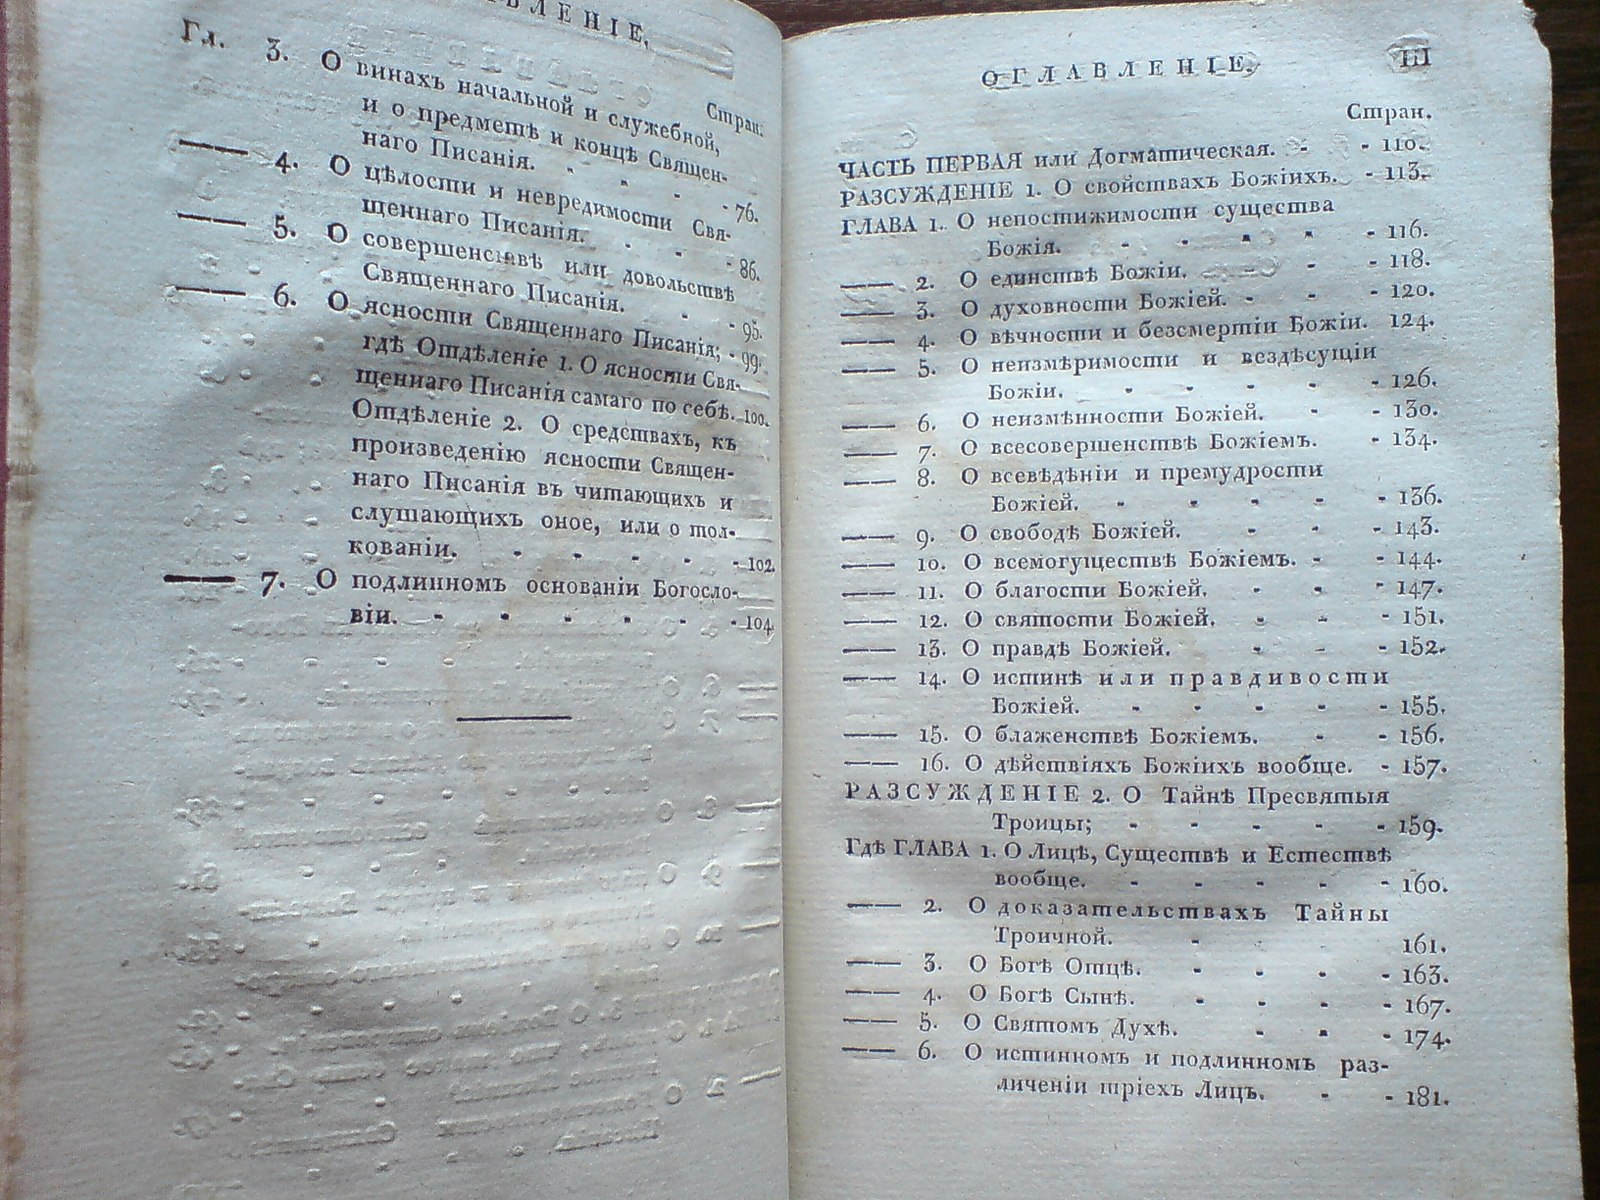 ВЛЕНІЕ.
Стран.
Гл. 3. О винахъ начальной и служебной,
и о предметѣ и концѣ Священ-
наго Писанія. - - - - 76.
—— 4. О цѣлости и невредимости Свя-
щеннаго Писанія. - - - 86.
—— 5. О совершенствѣ или довольствѣ
Священнаго Писанія. - - 95.
—— 6. О ясности Священнаго Писанія; - 99.
гдѣ Отдѣленіе 1. О ясности Свя-
щеннаго Писанія самаго по себѣ. 100.
Отдѣленіе 2. О средствахъ, къ
произведенію ясности Священ-
наго Писанія въ читающихъ и
слушающихъ оное, или о тол-
кованіи. - - - - - 102.
—— 7. О подлинномъ основаніи Богосло-
віи. - - - - - - 104.
ОГЛАВЛЕНІЕ. III
Стран.
ЧАСТЬ ПЕРВАЯ или Догматическая. - - 110.
РАЗСУЖДЕНІЕ 1. О свойствахъ Божіихъ. - 113.
ГЛАВА 1. О непостижимости существа
Божія. - - - - - 116.
—— 2. О единствѣ Божіи. - - - 118.
—— 3. О духовности Божіей. - - - 120.
—— 4. О вѣчности и безсмертіи Божіи. 124.
—— 5. О неизмѣримости и вездѣсущіи
Божіи. - - - - - 126.
—— 6. О неизмѣнности Божіей. - - 130.
—— 7. О всесовершенствѣ Божіемъ. - 134.
—— 8. О всевѣдѣніи и премудрости
Божіей. - - - - - 136.
—— 9. О свободѣ Божіей. - - - 143.
—— 10. О всемогуществѣ Божіемъ. - - 144.
—— 11. О благости Божіей. - - - 147.
—— 12. О святости Божіей. - - - 151.
—— 13. О правдѣ Божіей. - - - 152.
—— 14. О истинѣ или правдивости
Божіей. - - - - - 155.
—— 15. О блаженствѣ Божіемъ. - - 156.
—— 16. О дѣйствіяхъ Божіихъ вообще. - 157.
РАЗСУЖДЕНІЕ 2. О Тайнѣ Пресвятыя
Троицы; - - - - - 159.
Гдѣ ГЛАВА 1. О Лицѣ, Существѣ и Естествѣ
вообще. - - - - - 160.
—— 2. О доказательствахъ Тайны
Троичной. - - 161.
—— 3. О Богѣ Отцѣ. - - - - 163.
—— 4. О Богѣ Сынѣ. - - - - 167.
—— 5. О Святомъ Духѣ. - - - 174.
—— 6. О истинномъ и подлинномъ раз-
личеніи тріехъ Лицъ. - - 181.